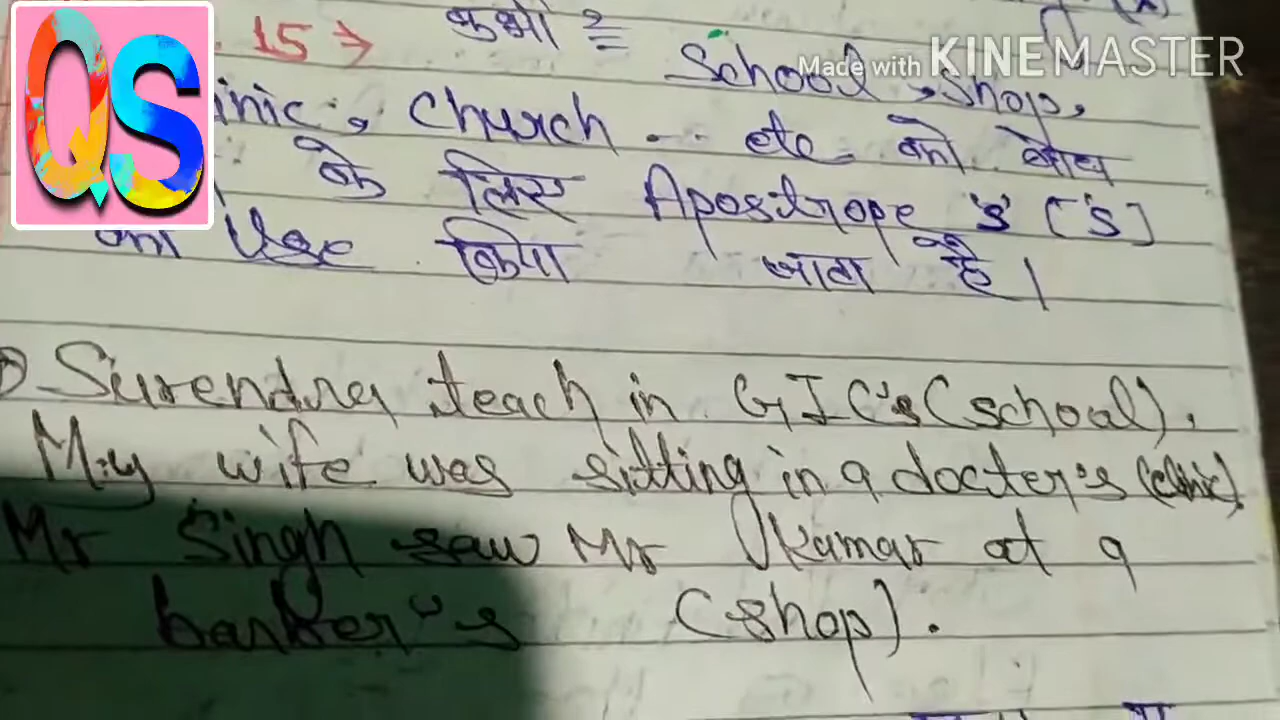 QS
Made with KINEMASTER
15 → कभी = School, Shop,
inic, Church ... etc को बोध
के लिए Apostrope 's' ['s]
का Use किया जाता है।
Surendra teach in GIC's (school).
My wife was sitting in a docter's (clinic).
Mr Singh saw Mr Kumar at a
barber's (shop).